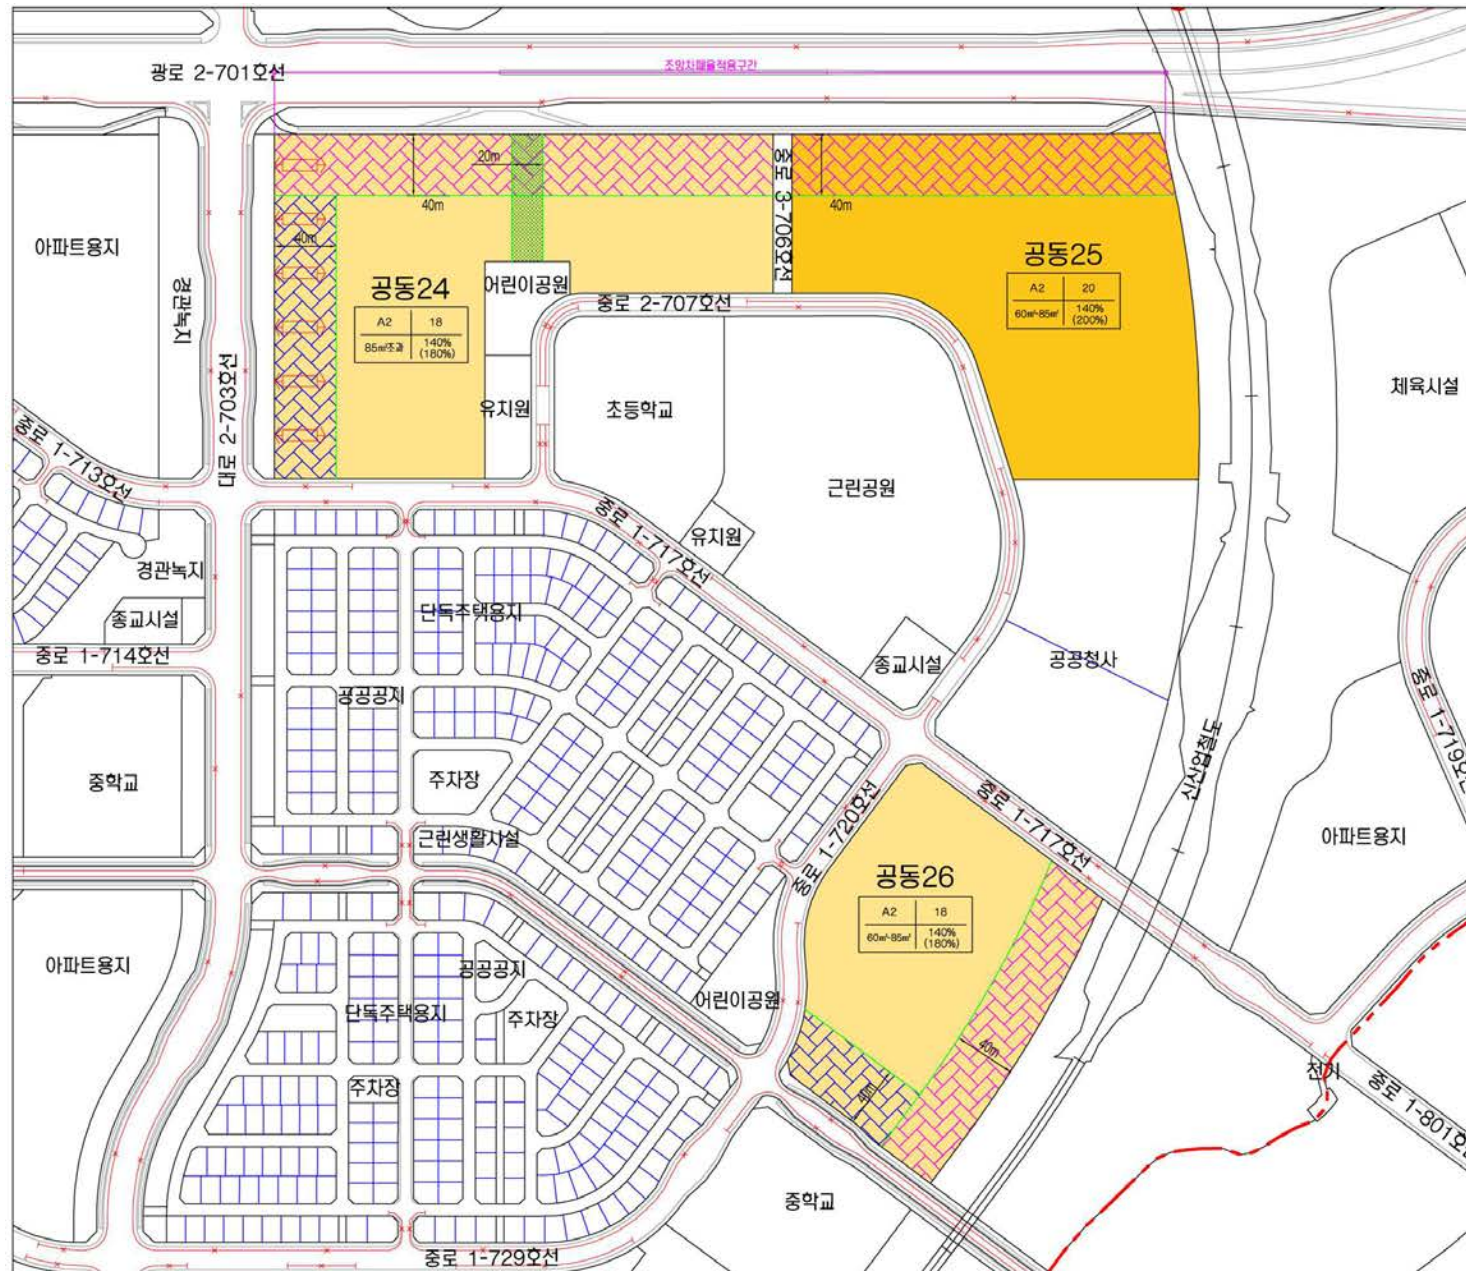 광로 2-701호선
조망차폐율적용구간
20m
40m
40m
40m
중로 3-706호선
아파트용지
경관녹지
대로 2-703호선
공동24
A2 18
85㎡초과 140%
(180%)
어린이공원
중로 2-707호선
공동25
A2 20
60㎡~85㎡ 140%
(200%)
체육시설
유치원
초등학교
근린공원
중로 1-713호선
중로 1-717호선
유치원
경관녹지
종교시설
중로 1-714호선
단독주택용지
종교시설
공공청사
공공공지
중로 1-719호선
신산업철도
중학교
주차장
근린생활시설
중로 1-720호선
중로 1-717호선
아파트용지
공동26
A2 18
60㎡~85㎡ 140%
(180%)
아파트용지
공공공지
단독주택용지
주차장
어린이공원
40m
40m
주차장
전기
중로 1-801호선
중학교
중로 1-729호선